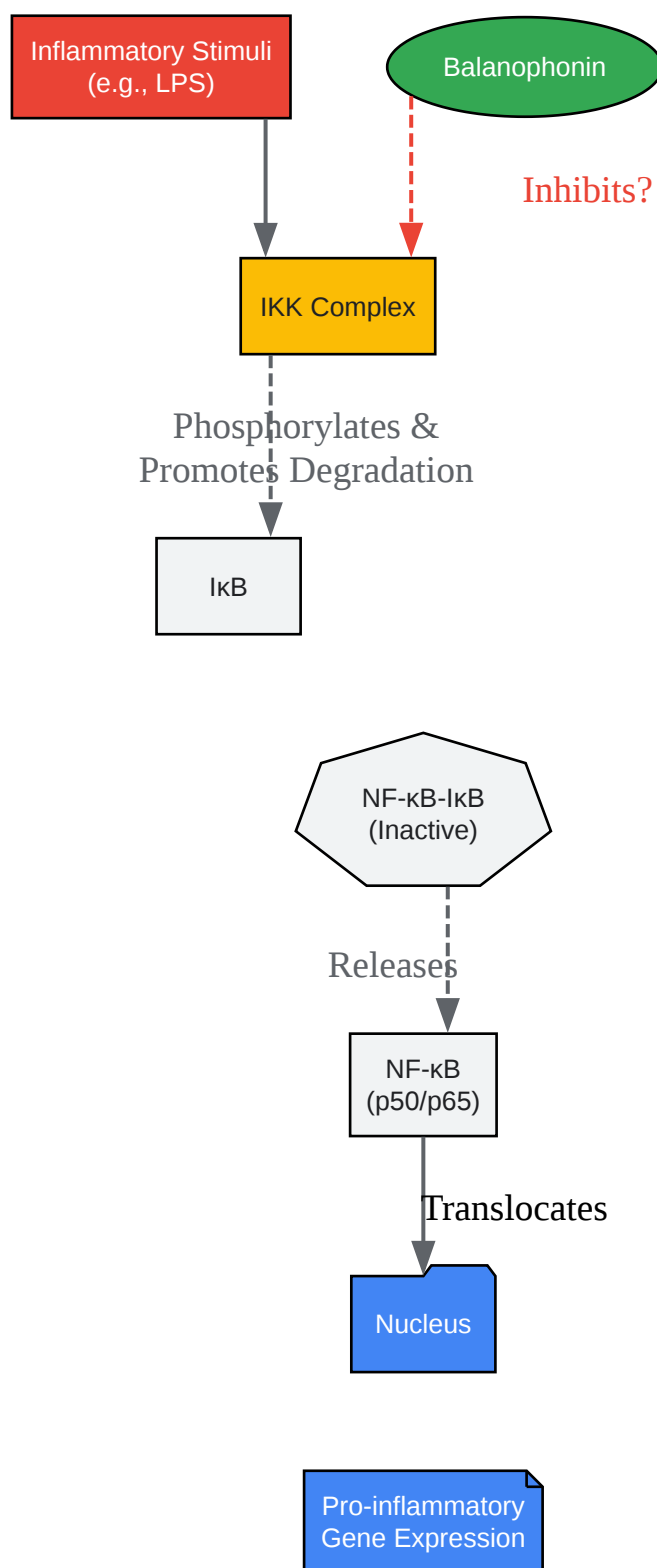 Inflammatory Stimuli
(e.g., LPS)
Balanophonin
Inhibits?
IKK Complex
Phosphorylates &
Promotes Degradation
IκB
NF-κB-IκB
(Inactive)
Releases
NF-κB
(p50/p65)
Translocates
Nucleus
Pro-inflammatory
Gene Expression